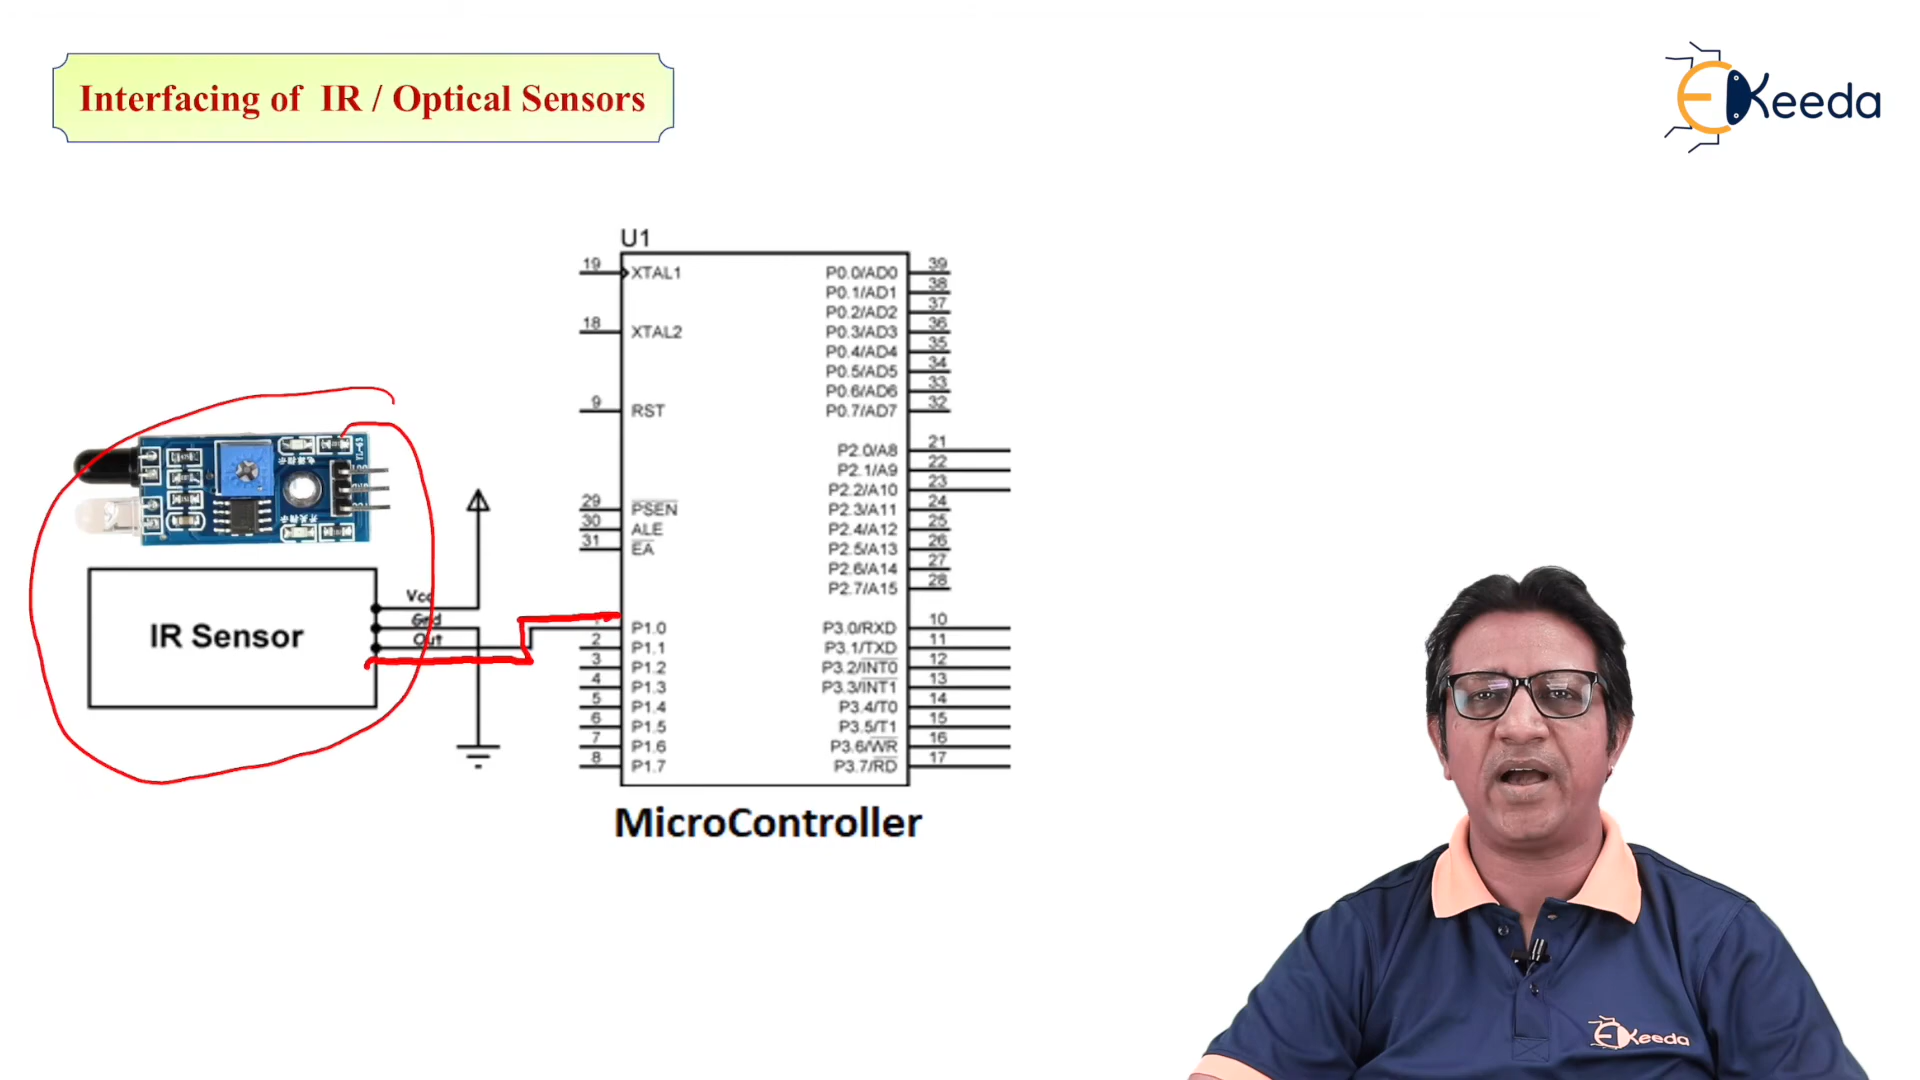 Interfacing of IR / Optical Sensors
EKeeda
U1
19
XTAL1
18
XTAL2
9
RST
29
PSEN
30
ALE
31
EA
1
P1.0
2
P1.1
3
P1.2
4
P1.3
5
P1.4
6
P1.5
7
P1.6
8
P1.7
P0.0/AD0
39
P0.1/AD1
38
P0.2/AD2
37
P0.3/AD3
36
P0.4/AD4
35
P0.5/AD5
34
P0.6/AD6
33
P0.7/AD7
32
P2.0/A8
21
P2.1/A9
22
P2.2/A10
23
P2.3/A11
24
P2.4/A12
25
P2.5/A13
26
P2.6/A14
27
P2.7/A15
28
P3.0/RXD
10
P3.1/TXD
11
P3.2/INT0
12
P3.3/INT1
13
P3.4/T0
14
P3.5/T1
15
P3.6/WR
16
P3.7/RD
17
Vcc
Gnd
Out
IR Sensor
MicroController
EKeeda